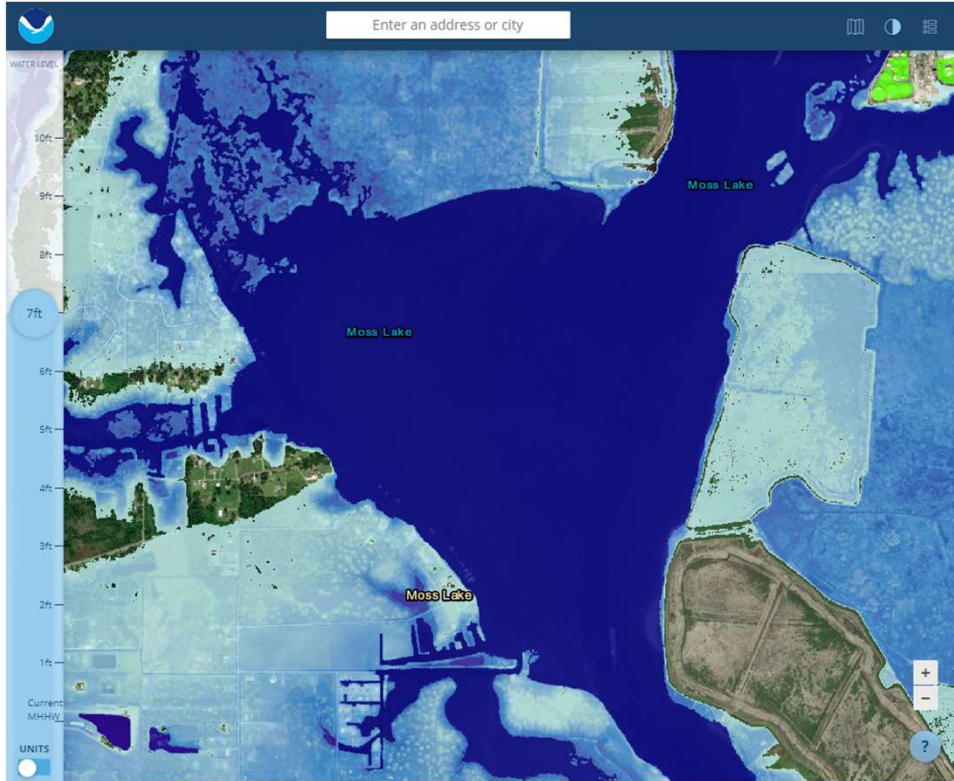 Enter an address or city
WATER LEVEL
10ft
9ft
8ft
7ft
6ft
5ft
4ft
3ft
2ft
1ft
Current
MHHW
UNITS
Moss Lake
Moss Lake
Moss Lake
+
−
?